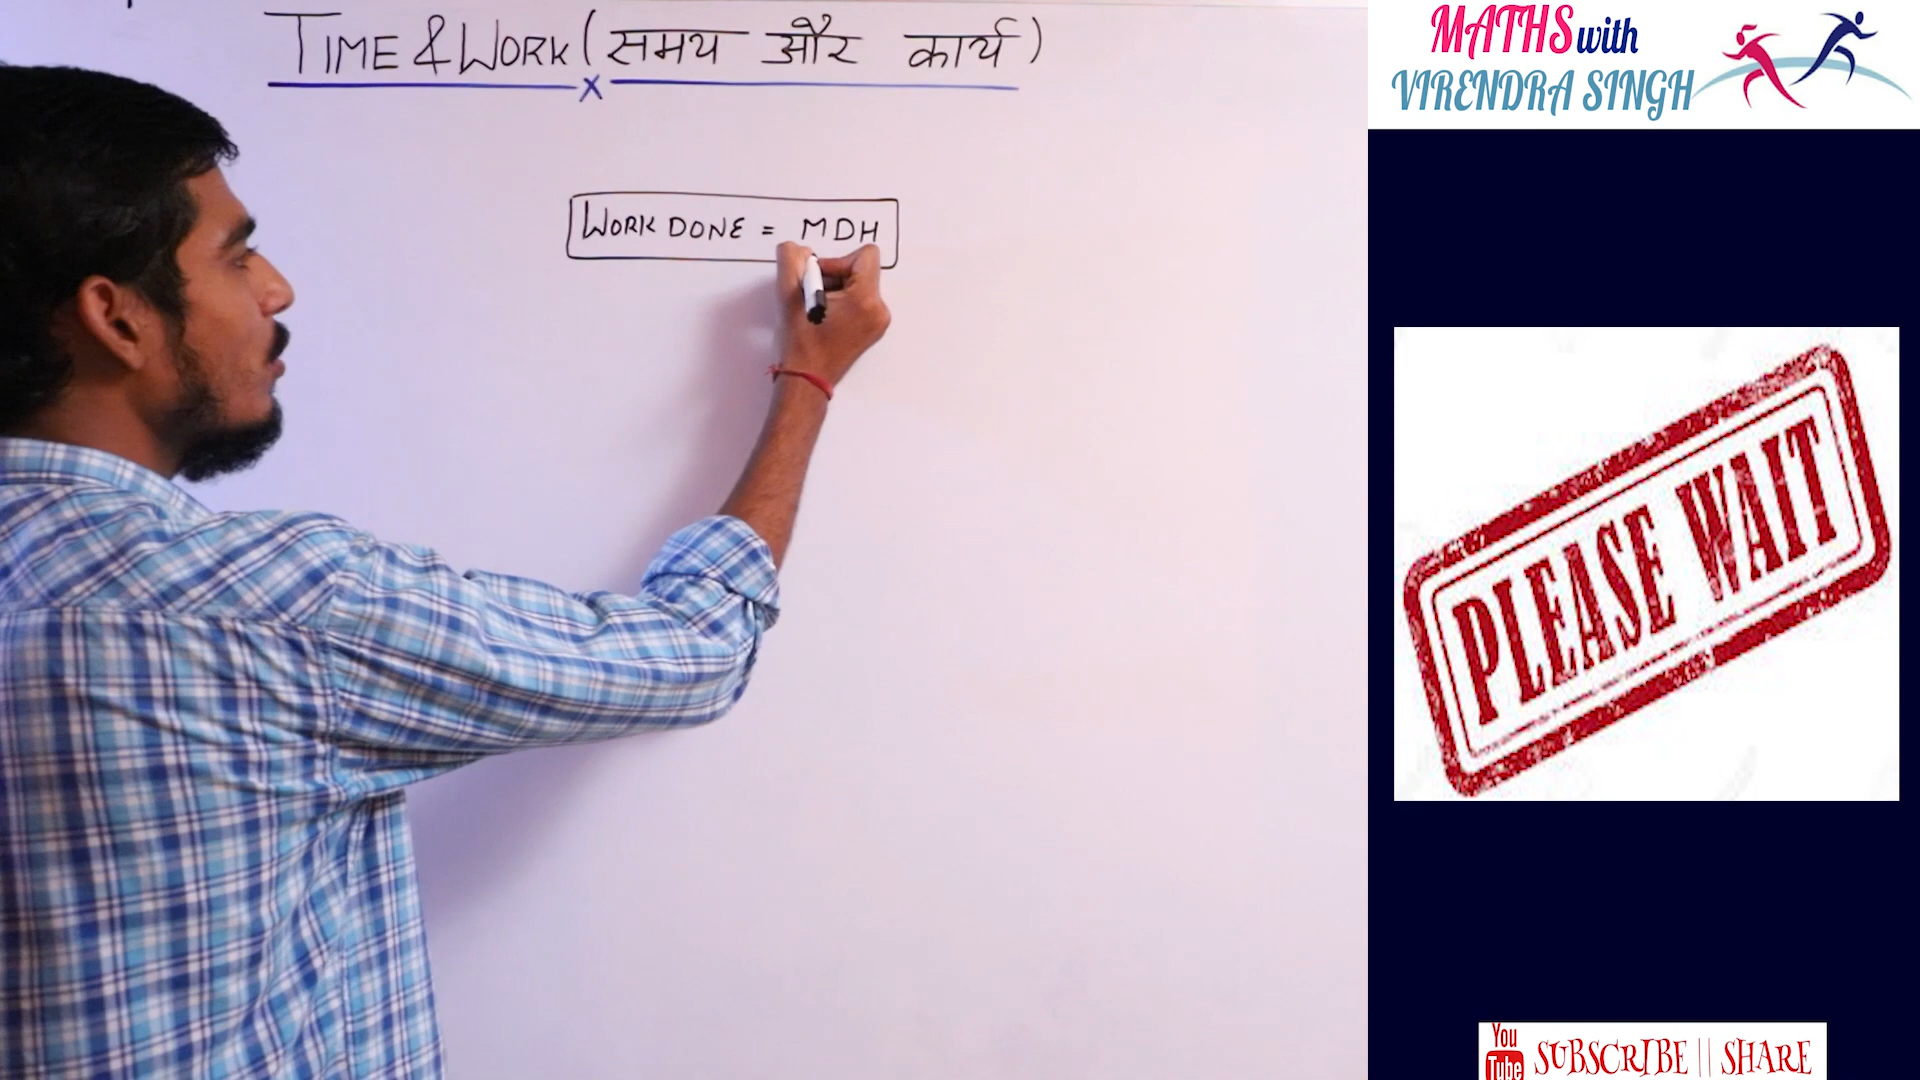 TIME & WORK ( समय और कार्य )
x
WORK DONE = MDH
MATHS with
VIRENDRA SINGH
PLEASE WAIT
You
Tube
SUBSCRIBE || SHARE